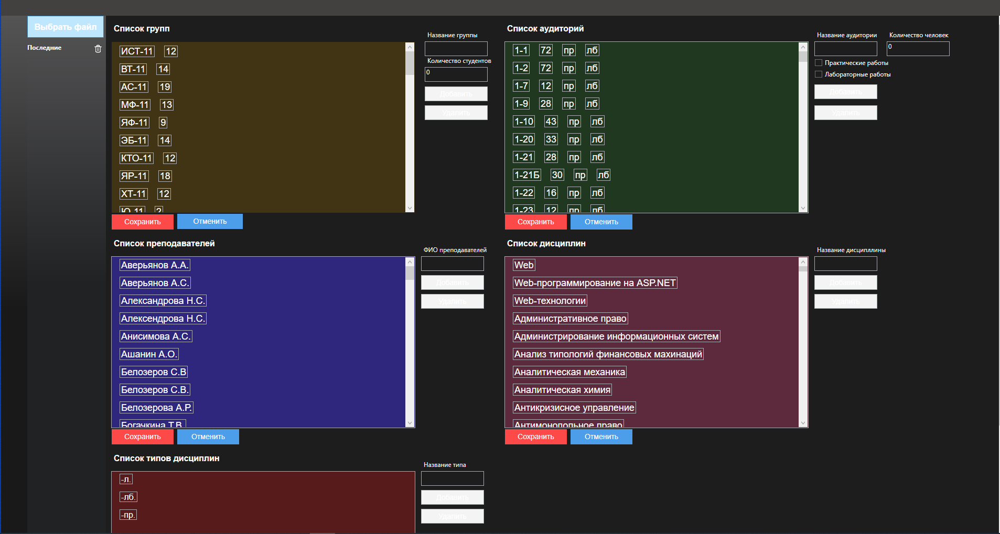 Выбрать файл
Последние
Список групп
ИСТ-11 12
ВТ-11 14
АС-11 19
МФ-11 13
ЯФ-11 9
ЭБ-11 14
КТО-11 12
ЯР-11 18
ХТ-11 12
Ю-11 2
Сохранить Отменить
Название группы
Количество студентов
0
Добавить
Удалить
Список аудиторий
1-1 72 пр лб
1-2 72 пр лб
1-7 12 пр лб
1-9 28 пр лб
1-10 43 пр лб
1-20 33 пр лб
1-21 28 пр лб
1-21Б 30 пр лб
1-22 16 пр лб
1-23 12 пр лб
Сохранить Отменить
Название аудитории Количество человек
0
Практические работы
Лабораторные работы
Добавить
Удалить
Список преподавателей
Аверьянов А.А.
Аверьянов А.С.
Александрова Н.С.
Алексендрова Н.С.
Анисимова А.С.
Ашанин А.О.
Белозеров С.В
Белозеров С.В.
Белозерова А.Р.
Богачкина Т.В.
Сохранить Отменить
ФИО преподавателей
Добавить
Удалить
Список дисциплин
Web
Web-программирование на ASP.NET
Web-технологии
Административное право
Администрирование информационных систем
Анализ типологий финансовых махинаций
Аналитическая механика
Аналитическая химия
Антикризисное управление
Антимонопольное право
Сохранить Отменить
Название дисципллины
Добавить
Удалить
Список типов дисциплин
-л.
-лб.
-пр.
Название типа
Добавить
Удалить